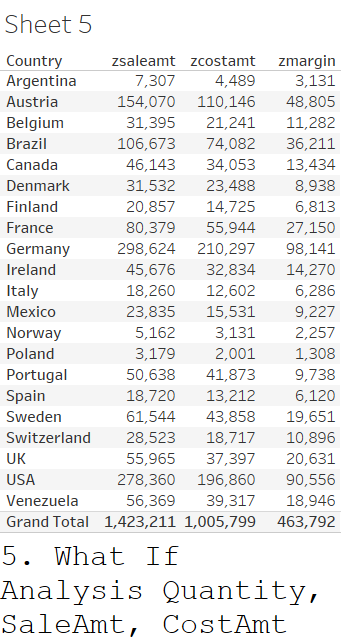 Sheet 5
Country zsaleamt zcostamt zmargin
Argentina 7,307 4,489 3,131
Austria 154,070 110,146 48,805
Belgium 31,395 21,241 11,282
Brazil 106,673 74,082 36,211
Canada 46,143 34,053 13,434
Denmark 31,532 23,488 8,938
Finland 20,857 14,725 6,813
France 80,379 55,944 27,150
Germany 298,624 210,297 98,141
Ireland 45,676 32,834 14,270
Italy 18,260 12,602 6,286
Mexico 23,835 15,531 9,227
Norway 5,162 3,131 2,257
Poland 3,179 2,001 1,308
Portugal 50,638 41,873 9,738
Spain 18,720 13,212 6,120
Sweden 61,544 43,858 19,651
Switzerland 28,523 18,717 10,896
UK 55,965 37,397 20,631
USA 278,360 196,860 90,556
Venezuela 56,369 39,317 18,946
Grand Total 1,423,211 1,005,799 463,792
5. What If
Analysis Quantity,
SaleAmt, CostAmt